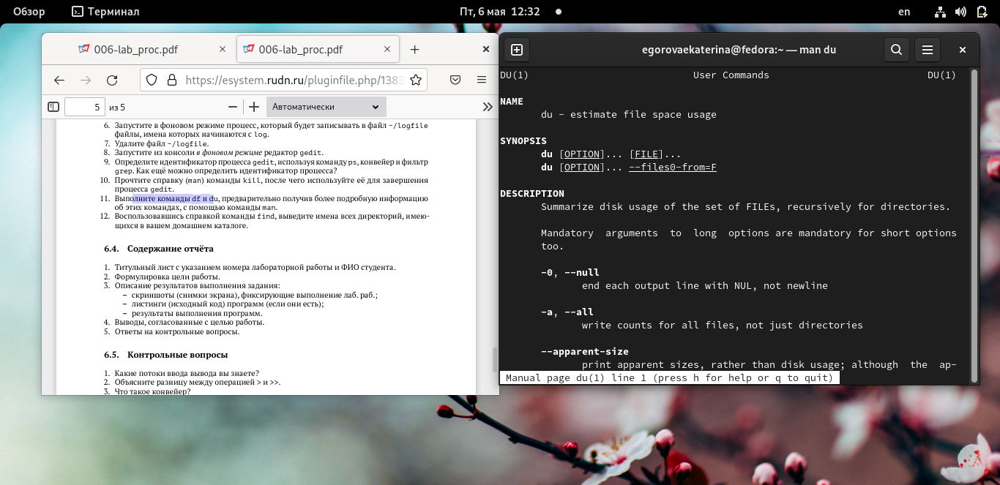 Обзор
Терминал
Пт, 6 мая 12:32
en
006-lab_proc.pdf
006-lab_proc.pdf
https://esystem.rudn.ru/pluginfile.php/1383
5
из 5
Автоматически
6. Запустите в фоновом режиме процесс, который будет записывать в файл ~/logfile
файлы, имена которых начинаются с log.
7. Удалите файл ~/logfile.
8. Запустите из консоли в фоновом режиме редактор gedit.
9. Определите идентификатор процесса gedit, используя команду ps, конвейер и фильтр
grep. Как ещё можно определить идентификатор процесса?
10. Прочтите справку (man) команды kill, после чего используйте её для завершения
процесса gedit.
11. Выполните команды df и du, предварительно получив более подробную информацию
об этих командах, с помощью команды man.
12. Воспользовавшись справкой команды find, выведите имена всех директорий, имею-
щихся в вашем домашнем каталоге.
6.4. Содержание отчёта
1. Титульный лист с указанием номера лабораторной работы и ФИО студента.
2. Формулировка цели работы.
3. Описание результатов выполнения задания:
– скриншоты (снимки экрана), фиксирующие выполнение лаб. раб.;
– листинги (исходный код) программ (если они есть);
– результаты выполнения программ.
4. Выводы, согласованные с целью работы.
5. Ответы на контрольные вопросы.
6.5. Контрольные вопросы
1. Какие потоки ввода вывода вы знаете?
2. Объясните разницу между операцией > и >>.
3. Что такое конвейер?
egorovaekaterina@fedora:~ — man du
DU(1) User Commands DU(1)
NAME
du - estimate file space usage
SYNOPSIS
du [OPTION]... [FILE]...
du [OPTION]... --files0-from=F
DESCRIPTION
Summarize disk usage of the set of FILEs, recursively for directories.
Mandatory arguments to long options are mandatory for short options
too.
-0, --null
end each output line with NUL, not newline
-a, --all
write counts for all files, not just directories
--apparent-size
print apparent sizes, rather than disk usage; although the ap-
Manual page du(1) line 1 (press h for help or q to quit)